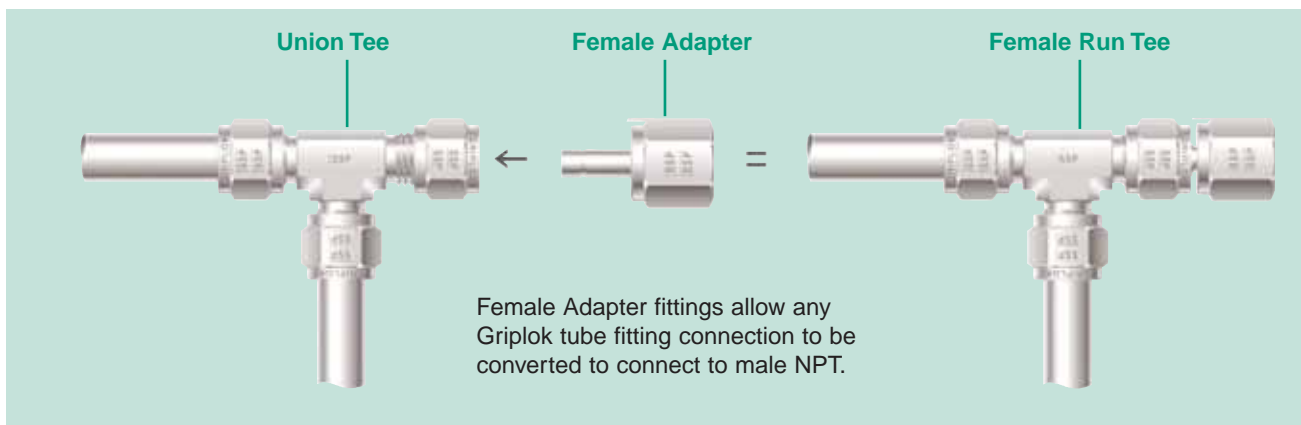 Union Tee
Female Adapter
Female Run Tee
←
=
Female Adapter fittings allow any
Griplok tube fitting connection to be
converted to connect to male NPT.